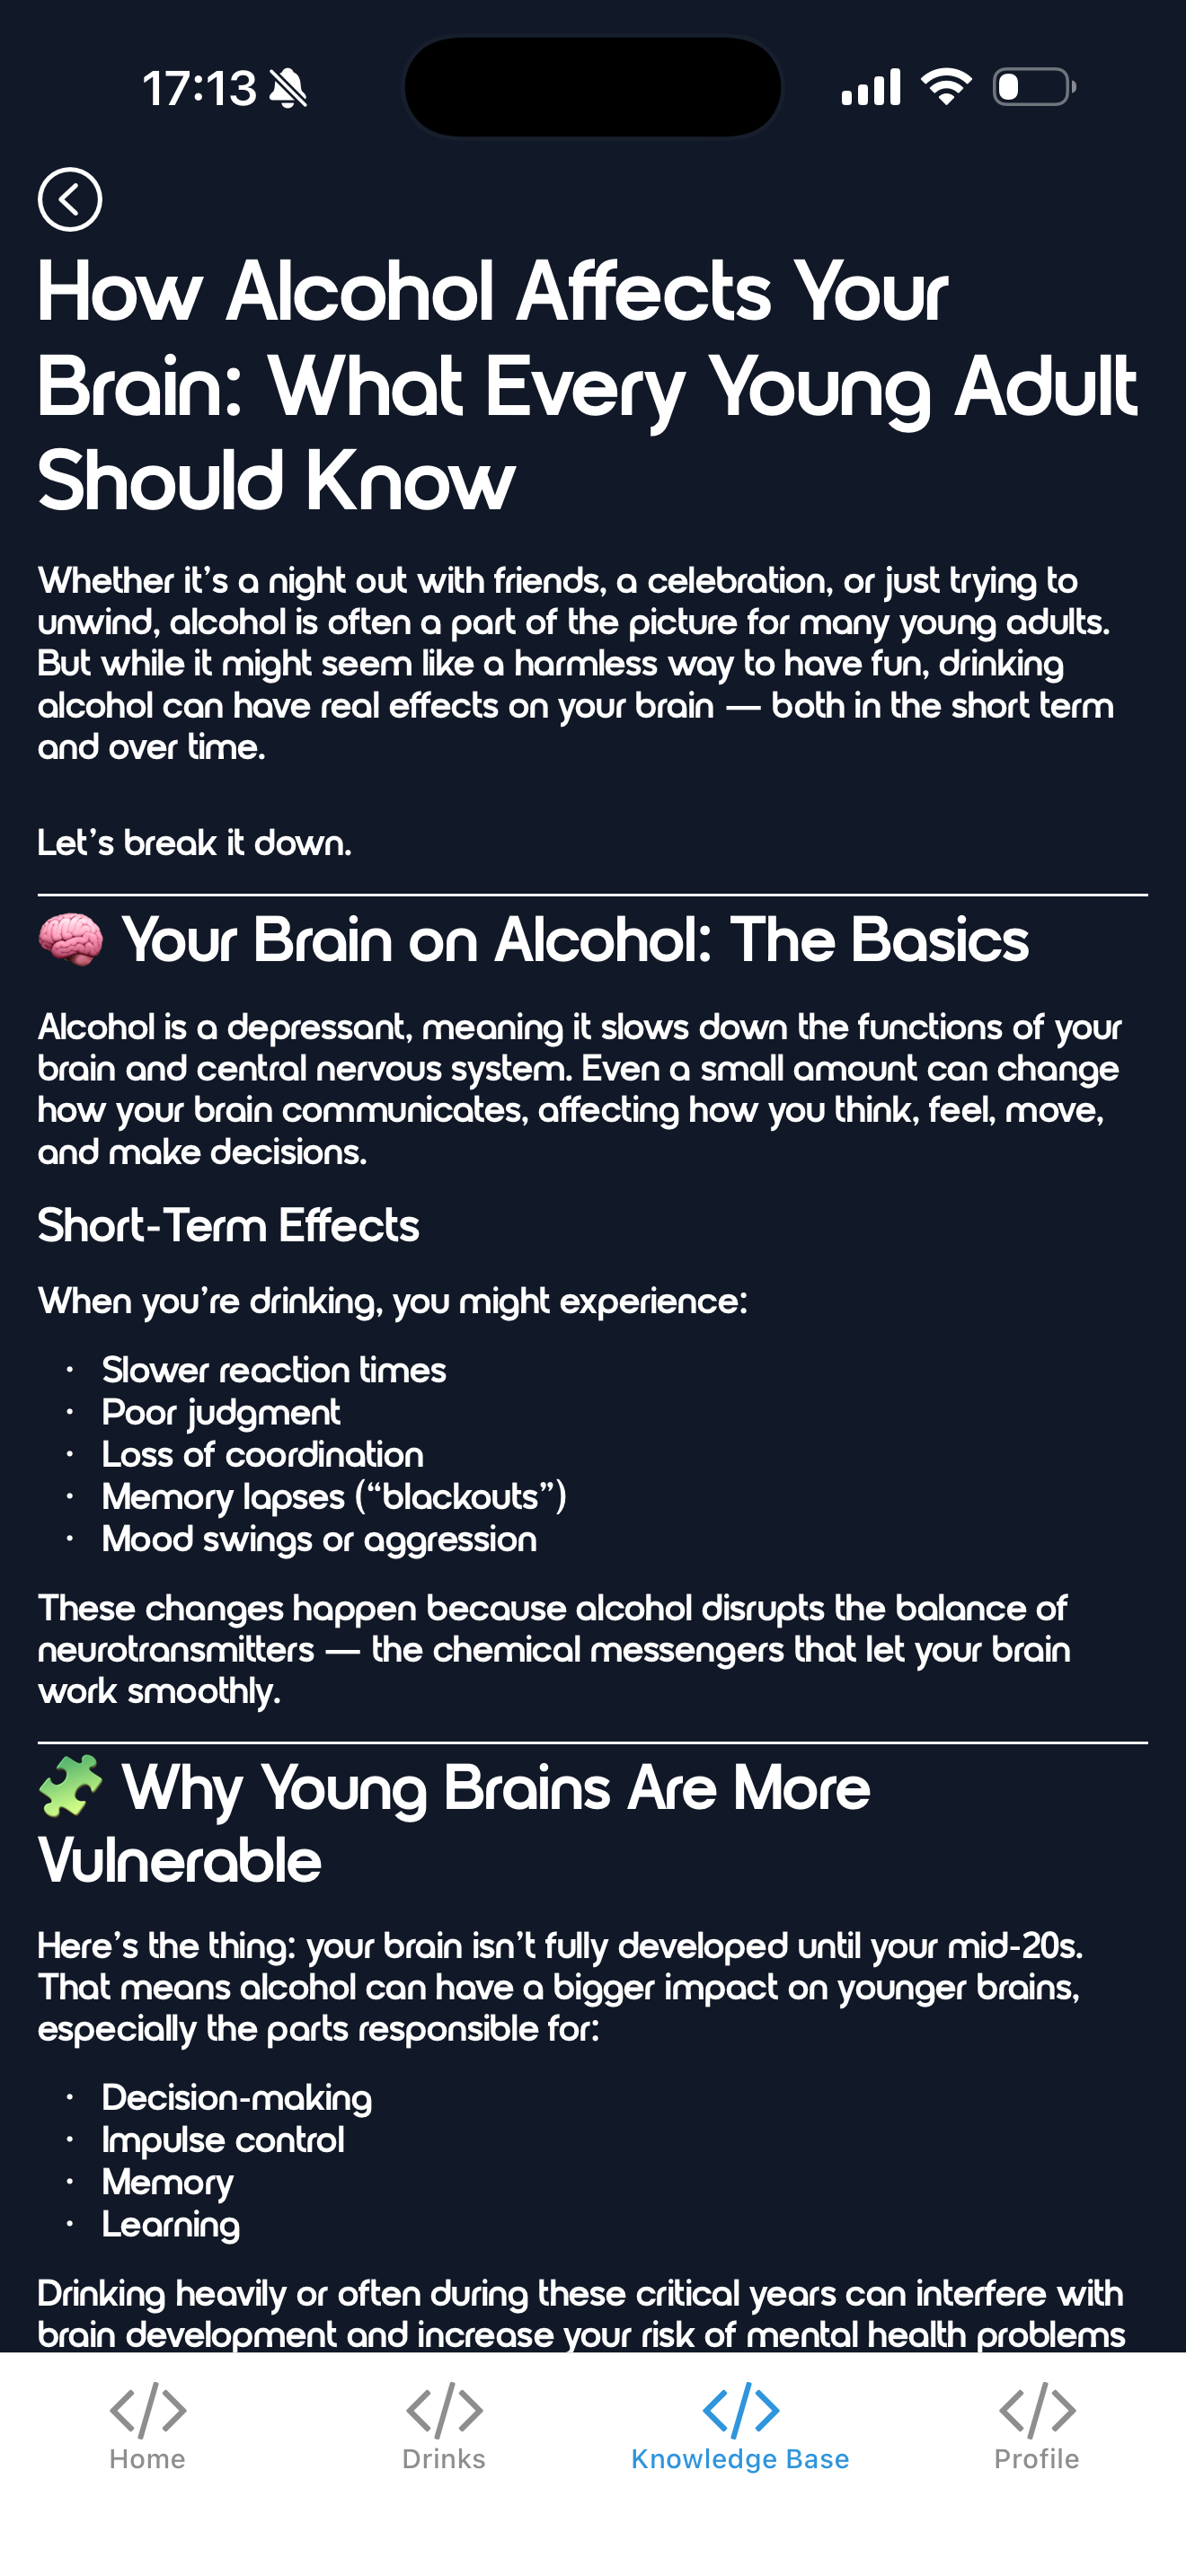 17:13
How Alcohol Affects Your
Brain: What Every Young Adult
Should Know
Whether it’s a night out with friends, a celebration, or just trying to
unwind, alcohol is often a part of the picture for many young adults.
But while it might seem like a harmless way to have fun, drinking
alcohol can have real effects on your brain — both in the short term
and over time.
Let’s break it down.
🧠 Your Brain on Alcohol: The Basics
Alcohol is a depressant, meaning it slows down the functions of your
brain and central nervous system. Even a small amount can change
how your brain communicates, affecting how you think, feel, move,
and make decisions.
Short-Term Effects
When you’re drinking, you might experience:
· Slower reaction times
· Poor judgment
· Loss of coordination
· Memory lapses (“blackouts”)
· Mood swings or aggression
These changes happen because alcohol disrupts the balance of
neurotransmitters — the chemical messengers that let your brain
work smoothly.
🧩 Why Young Brains Are More
Vulnerable
Here’s the thing: your brain isn’t fully developed until your mid-20s.
That means alcohol can have a bigger impact on younger brains,
especially the parts responsible for:
· Decision-making
· Impulse control
· Memory
· Learning
Drinking heavily or often during these critical years can interfere with
brain development and increase your risk of mental health problems
Home
Drinks
Knowledge Base
Profile